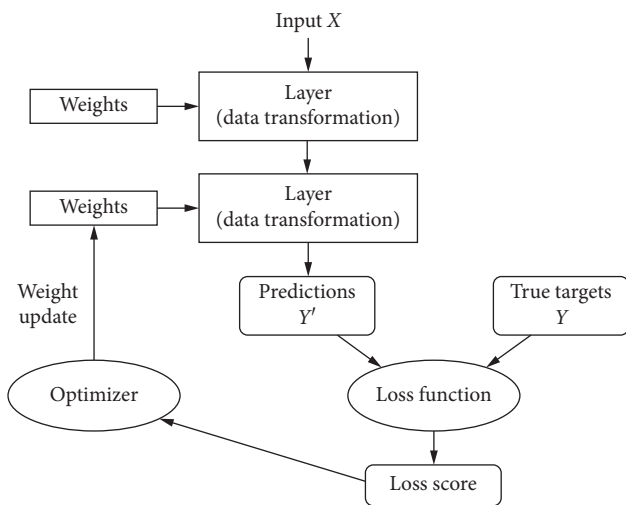 Input X
Weights
Layer
(data transformation)
Weights
Layer
(data transformation)
Weight
update
Predictions
Y′
True targets
Y
Optimizer
Loss function
Loss score